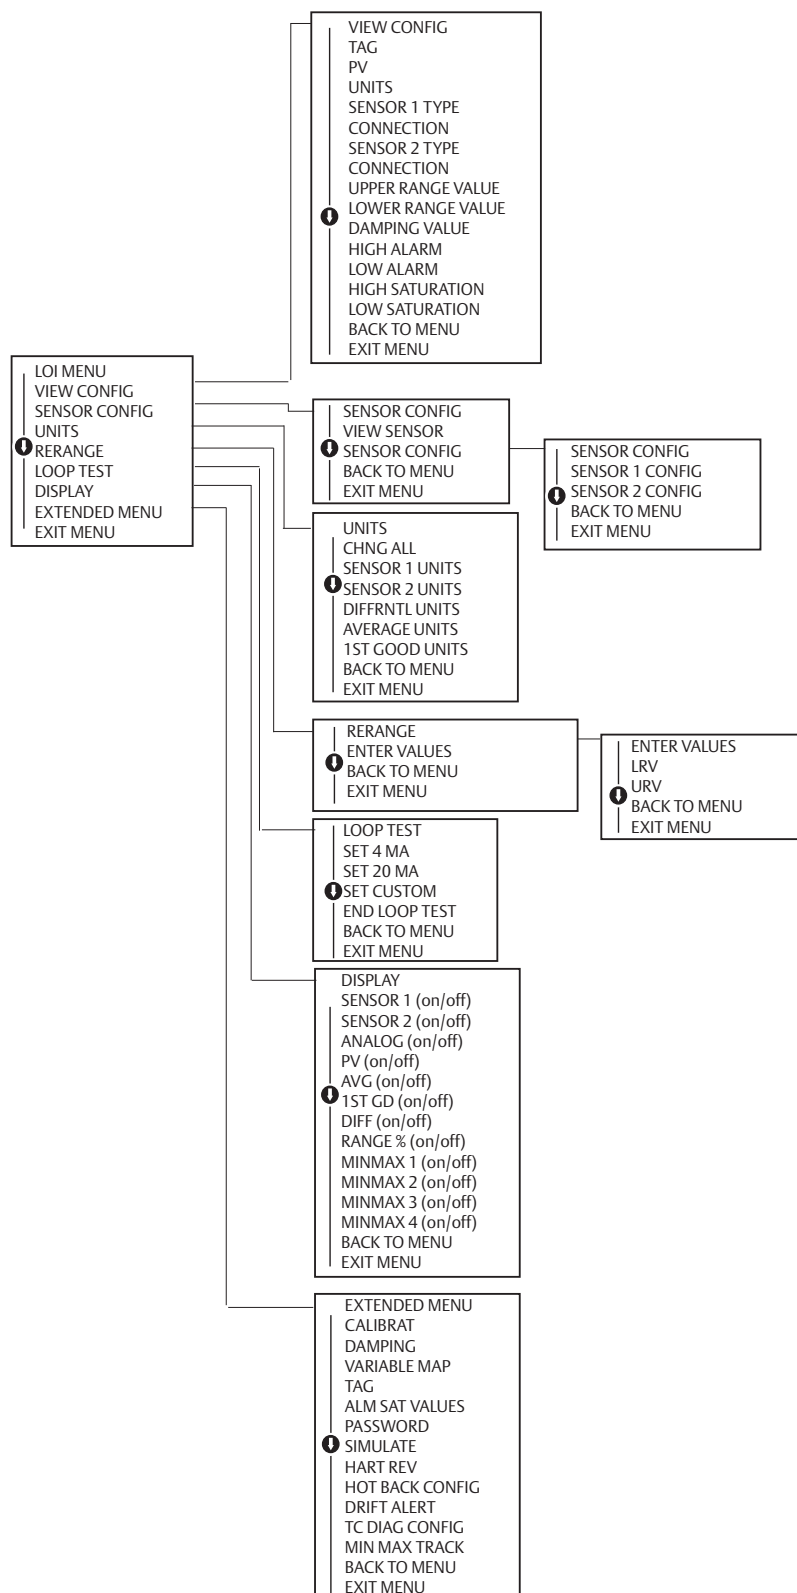 VIEW CONFIG
TAG
PV
UNITS
SENSOR 1 TYPE
CONNECTION
SENSOR 2 TYPE
CONNECTION
UPPER RANGE VALUE
LOWER RANGE VALUE
DAMPING VALUE
HIGH ALARM
LOW ALARM
HIGH SATURATION
LOW SATURATION
BACK TO MENU
EXIT MENU
LOI MENU
VIEW CONFIG
SENSOR CONFIG
UNITS
RERANGE
LOOP TEST
DISPLAY
EXTENDED MENU
EXIT MENU
SENSOR CONFIG
VIEW SENSOR
SENSOR CONFIG
BACK TO MENU
EXIT MENU
SENSOR CONFIG
SENSOR 1 CONFIG
SENSOR 2 CONFIG
BACK TO MENU
EXIT MENU
UNITS
CHNG ALL
SENSOR 1 UNITS
SENSOR 2 UNITS
DIFFRNTL UNITS
AVERAGE UNITS
1ST GOOD UNITS
BACK TO MENU
EXIT MENU
RERANGE
ENTER VALUES
BACK TO MENU
EXIT MENU
ENTER VALUES
LRV
URV
BACK TO MENU
EXIT MENU
LOOP TEST
SET 4 MA
SET 20 MA
SET CUSTOM
END LOOP TEST
BACK TO MENU
EXIT MENU
DISPLAY
SENSOR 1 (on/off)
SENSOR 2 (on/off)
ANALOG (on/off)
PV (on/off)
AVG (on/off)
1ST GD (on/off)
DIFF (on/off)
RANGE % (on/off)
MINMAX 1 (on/off)
MINMAX 2 (on/off)
MINMAX 3 (on/off)
MINMAX 4 (on/off)
BACK TO MENU
EXIT MENU
EXTENDED MENU
CALIBRAT
DAMPING
VARIABLE MAP
TAG
ALM SAT VALUES
PASSWORD
SIMULATE
HART REV
HOT BACK CONFIG
DRIFT ALERT
TC DIAG CONFIG
MIN MAX TRACK
BACK TO MENU
EXIT MENU